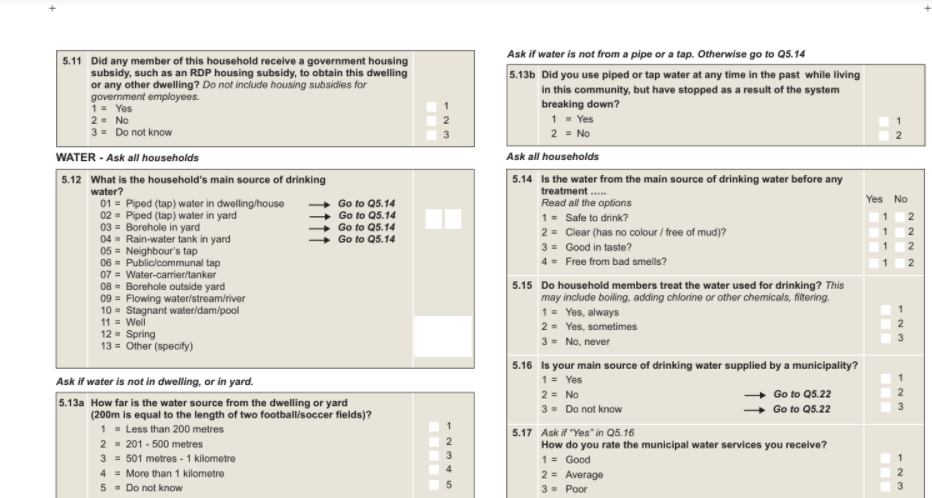 5.11 Did any member of this household receive a government housing
subsidy, such as an RDP housing subsidy, to obtain this dwelling
or any other dwelling? Do not include housing subsidies for
government employees.
1 = Yes 1
2 = No 2
3 = Do not know 3
WATER - Ask all households
5.12 What is the household's main source of drinking
water?
01 = Piped (tap) water in dwelling/house → Go to Q5.14
02 = Piped (tap) water in yard → Go to Q5.14
03 = Borehole in yard → Go to Q5.14
04 = Rain-water tank in yard → Go to Q5.14
05 = Neighbour's tap
06 = Public/communal tap
07 = Water-carrier/tanker
08 = Borehole outside yard
09 = Flowing water/stream/river
10 = Stagnant water/dam/pool
11 = Well
12 = Spring
13 = Other (specify)
Ask if water is not in dwelling, or in yard.
5.13a How far is the water source from the dwelling or yard
(200m is equal to the length of two football/soccer fields)?
1 = Less than 200 metres 1
2 = 201 - 500 metres 2
3 = 501 metres - 1 kilometre 3
4 = More than 1 kilometre 4
5 = Do not know 5
Ask if water is not from a pipe or a tap. Otherwise go to Q5.14
5.13b Did you use piped or tap water at any time in the past while living
in this community, but have stopped as a result of the system
breaking down?
1 = Yes 1
2 = No 2
Ask all households
5.14 Is the water from the main source of drinking water before any
treatment .....
Read all the options Yes No
1 = Safe to drink? 1 2
2 = Clear (has no colour / free of mud)? 1 2
3 = Good in taste? 1 2
4 = Free from bad smells? 1 2
5.15 Do household members treat the water used for drinking? This
may include boiling, adding chlorine or other chemicals, filtering.
1 = Yes, always 1
2 = Yes, sometimes 2
3 = No, never 3
5.16 Is your main source of drinking water supplied by a municipality?
1 = Yes 1
2 = No → Go to Q5.22 2
3 = Do not know → Go to Q5.22 3
5.17 Ask if "Yes" in Q5.16
How do you rate the municipal water services you receive?
1 = Good 1
2 = Average 2
3 = Poor 3